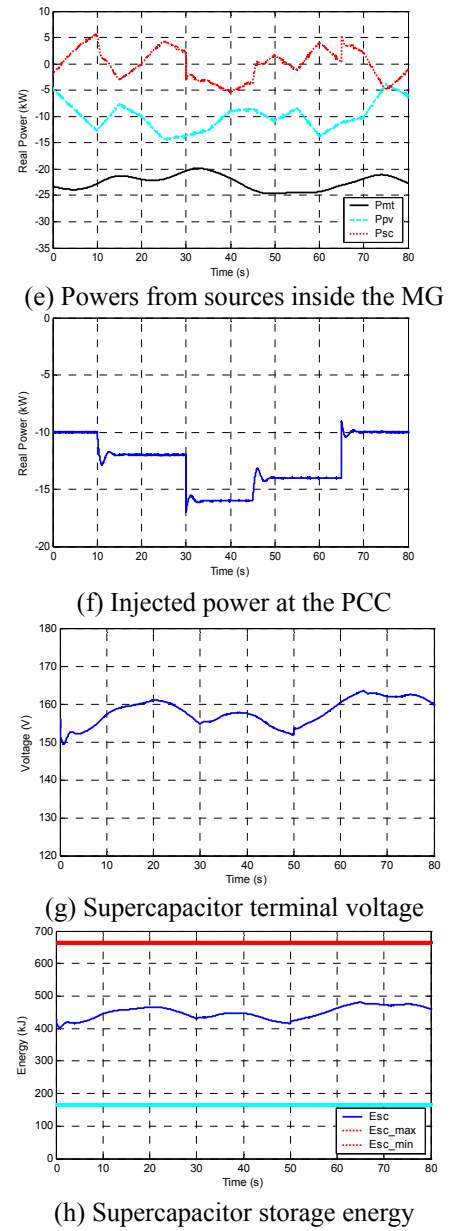 10
5
0
-5
-10
-15
-20
-25
-30
-35
Real Power (kW)
Pmt
Ppv
Psc
0 10 20 30 40 50 60 70 80
Time (s)
(e) Powers from sources inside the MG
0
-5
-10
-15
-20
Real Power (kW)
0 10 20 30 40 50 60 70 80
Time (s)
(f) Injected power at the PCC
180
170
160
150
140
130
120
Voltage (V)
0 10 20 30 40 50 60 70 80
Time (s)
(g) Supercapacitor terminal voltage
700
600
500
400
300
200
100
0
Energy (kJ)
Esc
Esc_max
Esc_min
0 10 20 30 40 50 60 70 80
Time (s)
(h) Supercapacitor storage energy